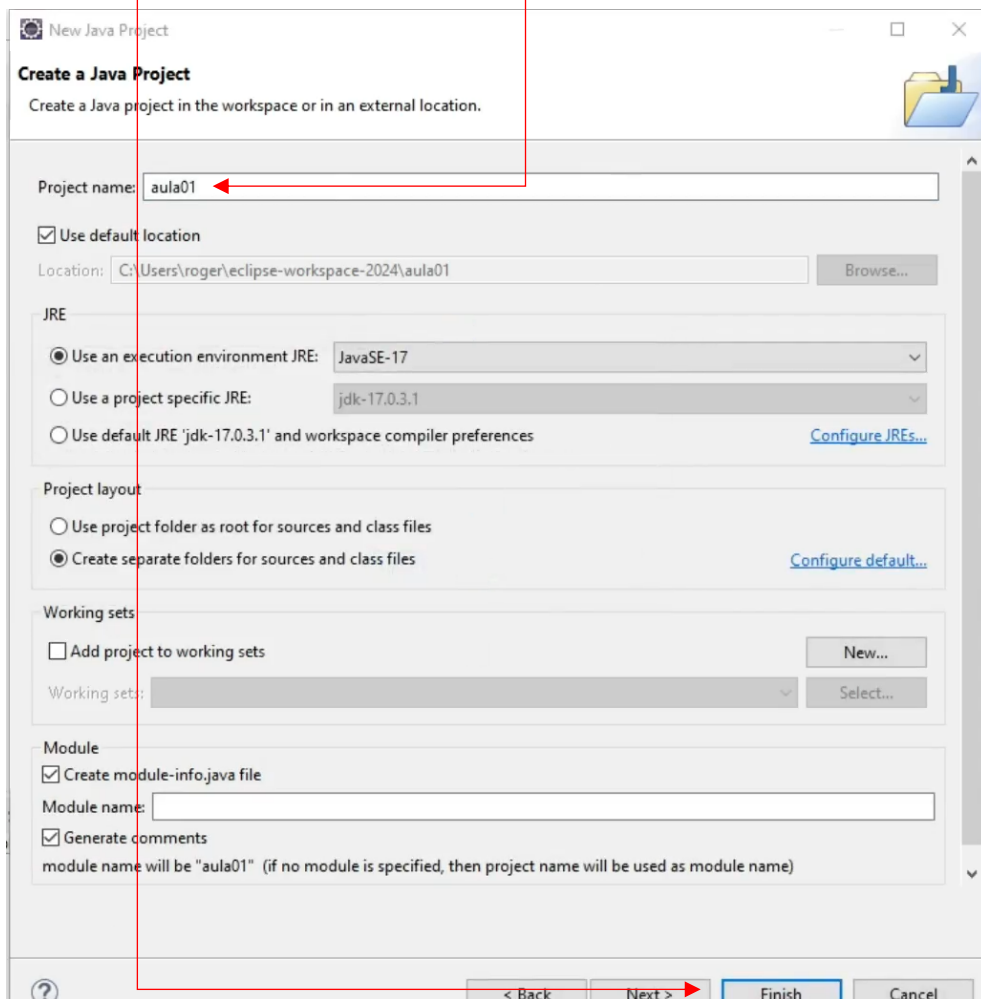 New Java Project
Create a Java Project
Create a Java project in the workspace or in an external location.
Project name: aula01
Use default location
Location: C:\Users\roger\eclipse-workspace-2024\aula01 Browse...
JRE
Use an execution environment JRE: JavaSE-17
Use a project specific JRE: jdk-17.0.3.1
Use default JRE 'jdk-17.0.3.1' and workspace compiler preferences Configure JREs...
Project layout
Use project folder as root for sources and class files
Create separate folders for sources and class files Configure default...
Working sets
Add project to working sets New...
Working sets: Select...
Module
Create module-info.java file
Module name:
Generate comments
module name will be "aula01" (if no module is specified, then project name will be used as module name)
? < Back Next > Finish Cancel